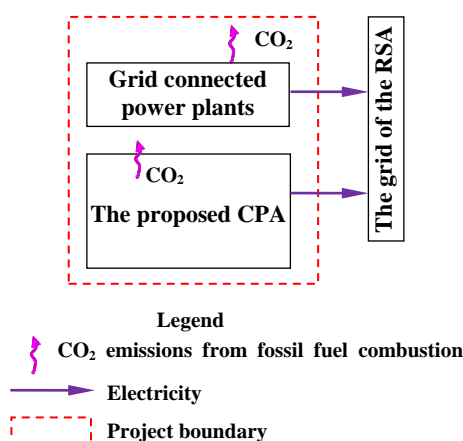 CO₂
Grid connected
power plants
CO₂
The proposed CPA
The grid of the RSA
Legend
CO₂ emissions from fossil fuel combustion
Electricity
Project boundary